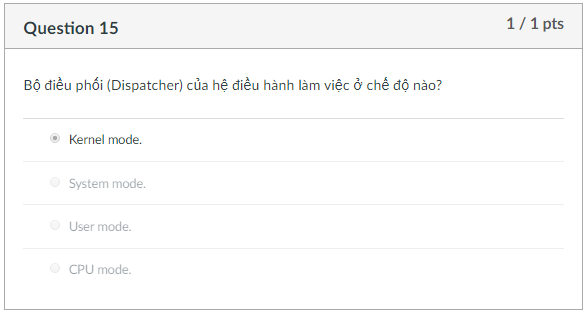 Question 15
1 / 1 pts
Bộ điều phối (Dispatcher) của hệ điều hành làm việc ở chế độ nào?
Kernel mode.
System mode.
User mode.
CPU mode.